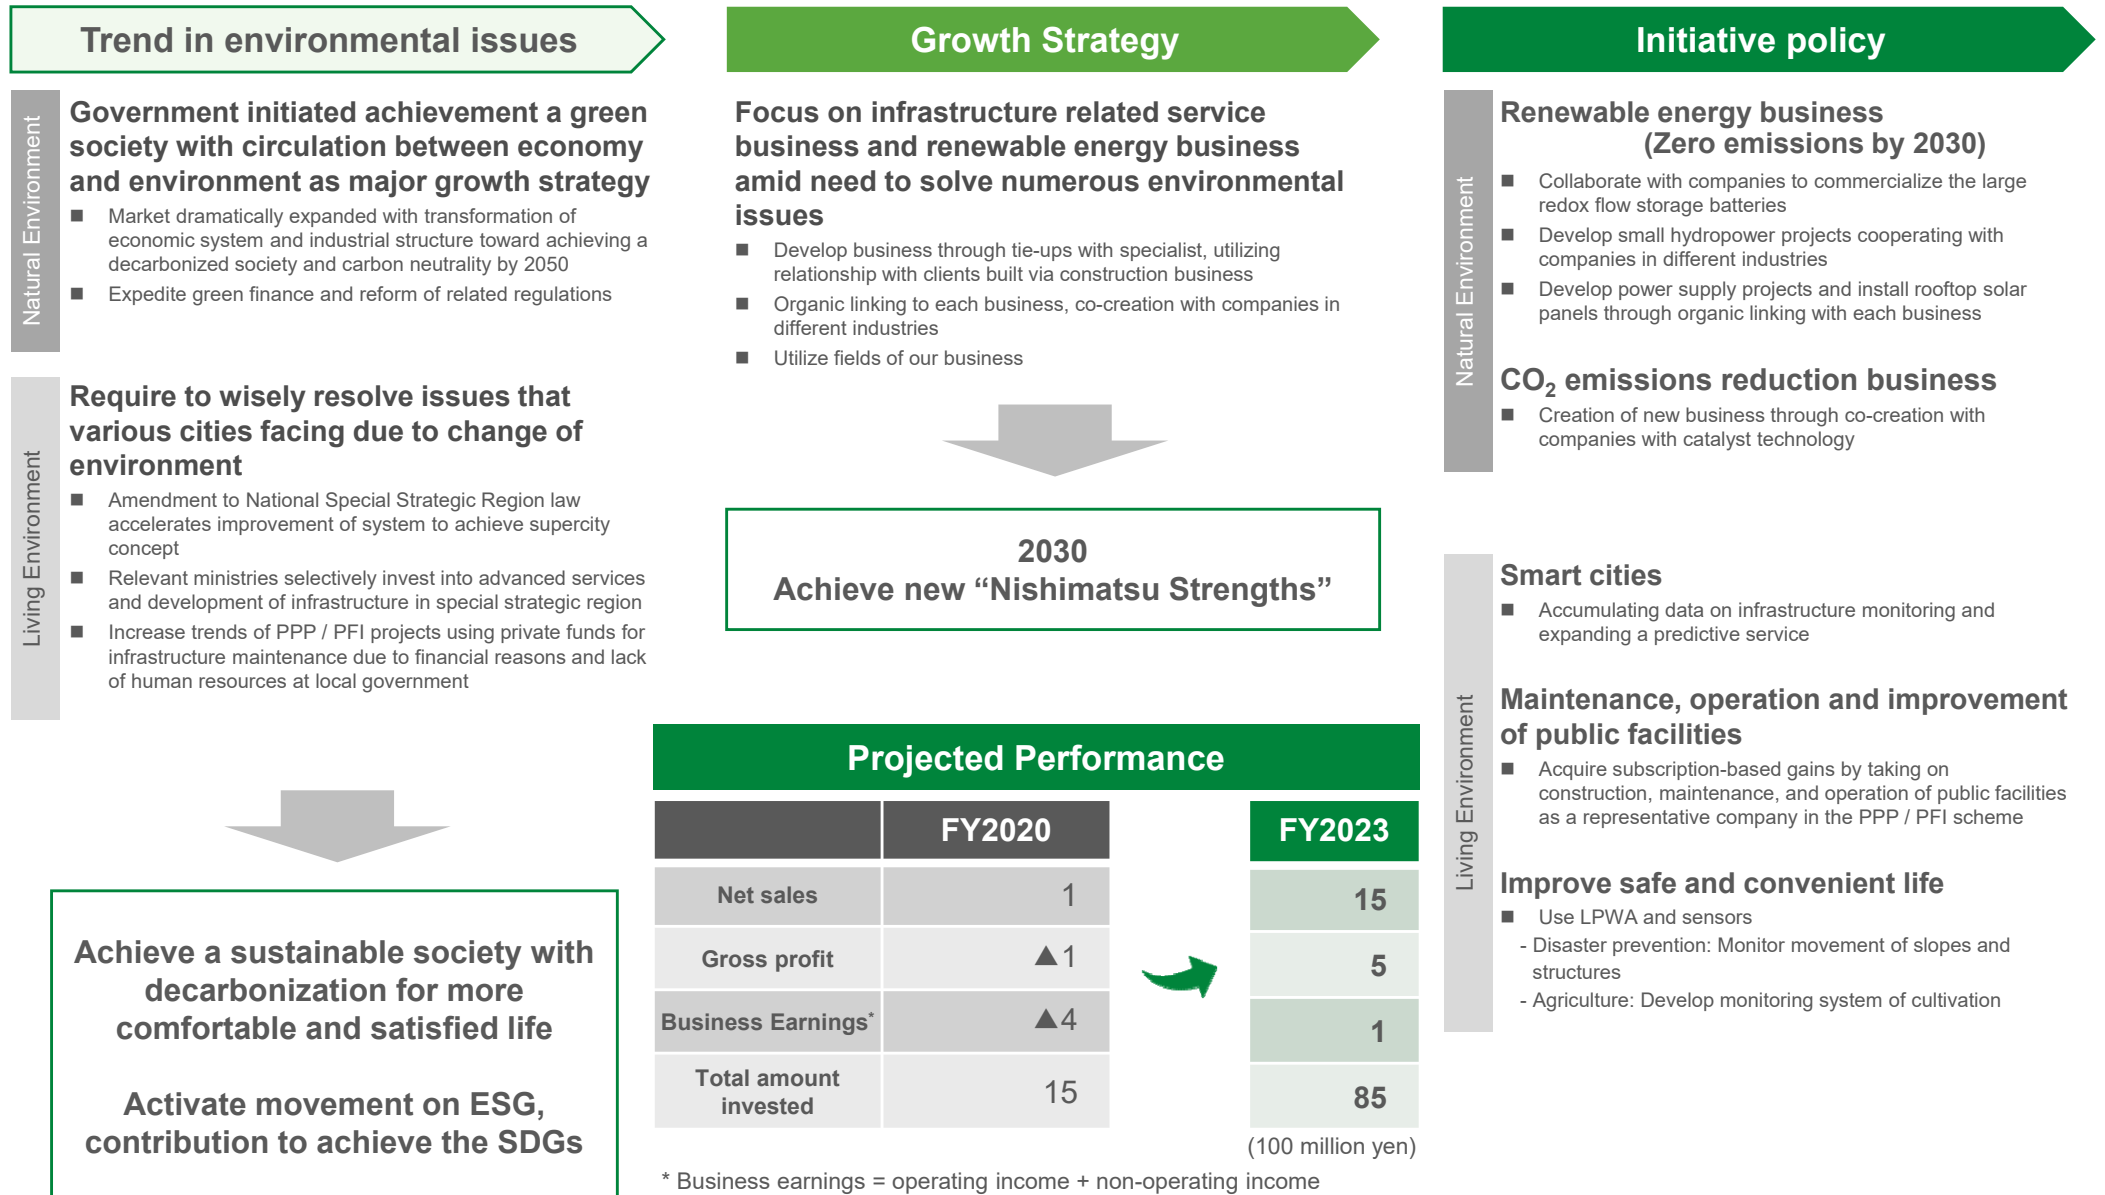 Trend in environmental issues
Natural Environment
Government initiated achievement a green
society with circulation between economy
and environment as major growth strategy
■ Market dramatically expanded with transformation of
economic system and industrial structure toward achieving a
decarbonized society and carbon neutrality by 2050
■ Expedite green finance and reform of related regulations
Living Environment
Require to wisely resolve issues that
various cities facing due to change of
environment
■ Amendment to National Special Strategic Region law
accelerates improvement of system to achieve supercity
concept
■ Relevant ministries selectively invest into advanced services
and development of infrastructure in special strategic region
■ Increase trends of PPP / PFI projects using private funds for
infrastructure maintenance due to financial reasons and lack
of human resources at local government
Achieve a sustainable society with
decarbonization for more
comfortable and satisfied life
Activate movement on ESG,
contribution to achieve the SDGs
Growth Strategy
Focus on infrastructure related service
business and renewable energy business
amid need to solve numerous environmental
issues
■ Develop business through tie-ups with specialist, utilizing
relationship with clients built via construction business
■ Organic linking to each business, co-creation with companies in
different industries
■ Utilize fields of our business
2030
Achieve new “Nishimatsu Strengths”
Projected Performance
FY2020 FY2023
Net sales 1 15
Gross profit ▲1 5
Business Earnings* ▲4 1
Total amount
invested 15 85
(100 million yen)
* Business earnings = operating income + non-operating income
Initiative policy
Natural Environment
Renewable energy business
(Zero emissions by 2030)
■ Collaborate with companies to commercialize the large
redox flow storage batteries
■ Develop small hydropower projects cooperating with
companies in different industries
■ Develop power supply projects and install rooftop solar
panels through organic linking with each business
CO₂ emissions reduction business
■ Creation of new business through co-creation with
companies with catalyst technology
Living Environment
Smart cities
■ Accumulating data on infrastructure monitoring and
expanding a predictive service
Maintenance, operation and improvement
of public facilities
■ Acquire subscription-based gains by taking on
construction, maintenance, and operation of public facilities
as a representative company in the PPP / PFI scheme
Improve safe and convenient life
■ Use LPWA and sensors
- Disaster prevention: Monitor movement of slopes and
structures
- Agriculture: Develop monitoring system of cultivation